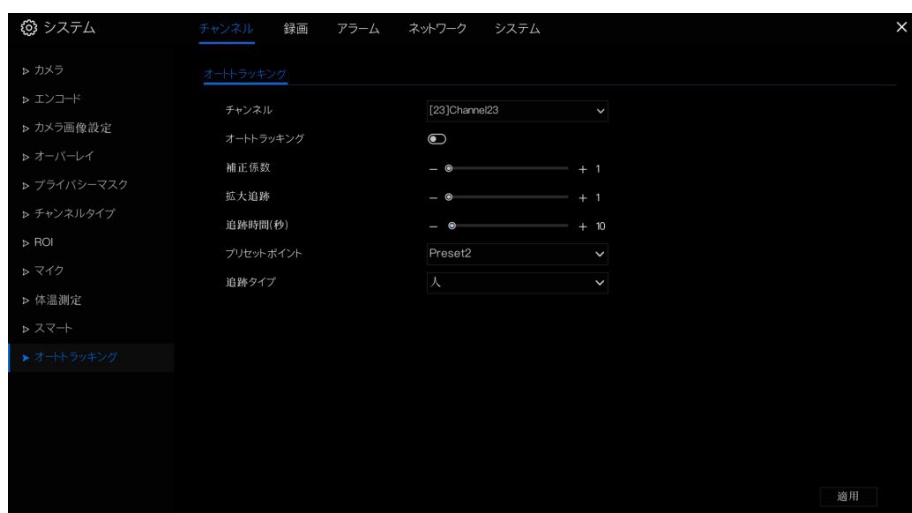 システム
チャンネル 録画 アラーム ネットワーク システム
カメラ
エンコード
カメラ画像設定
オーバーレイ
プライバシーマスク
チャンネルタイプ
ROI
マイク
体温測定
スマート
オートトラッキング
オートトラッキング
チャンネル [23]Channel23
オートトラッキング
補正係数 − + 1
拡大追跡 − + 1
追跡時間(秒) − + 10
プリセットポイント Preset2
追跡タイプ 人
適用